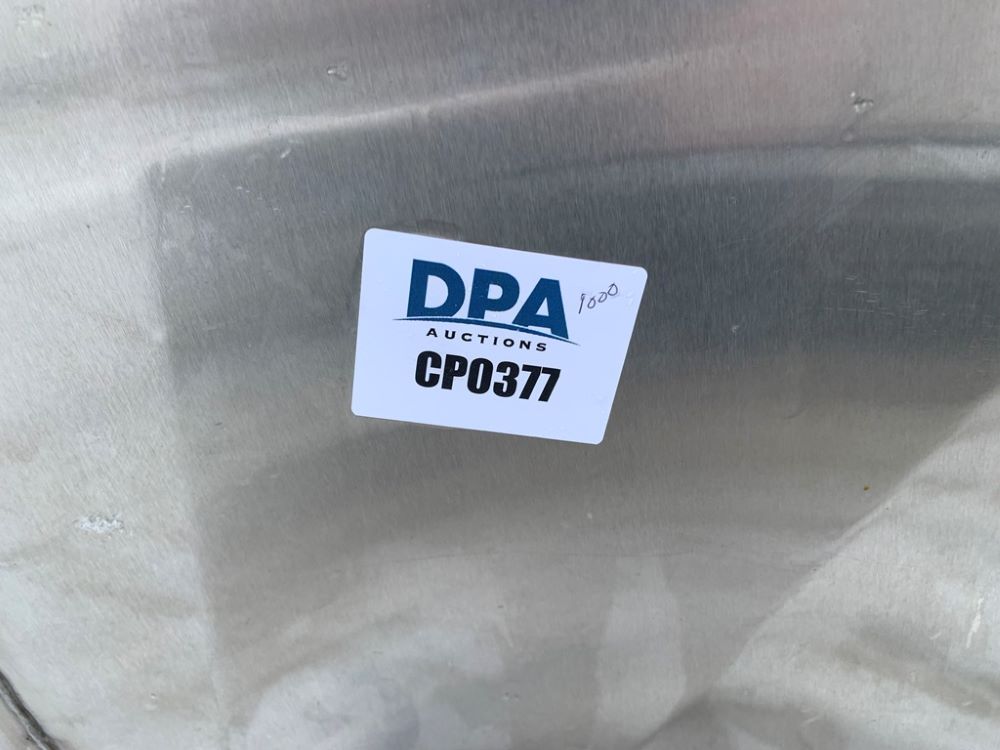 DPA
1000
AUCTIONS
CP0377